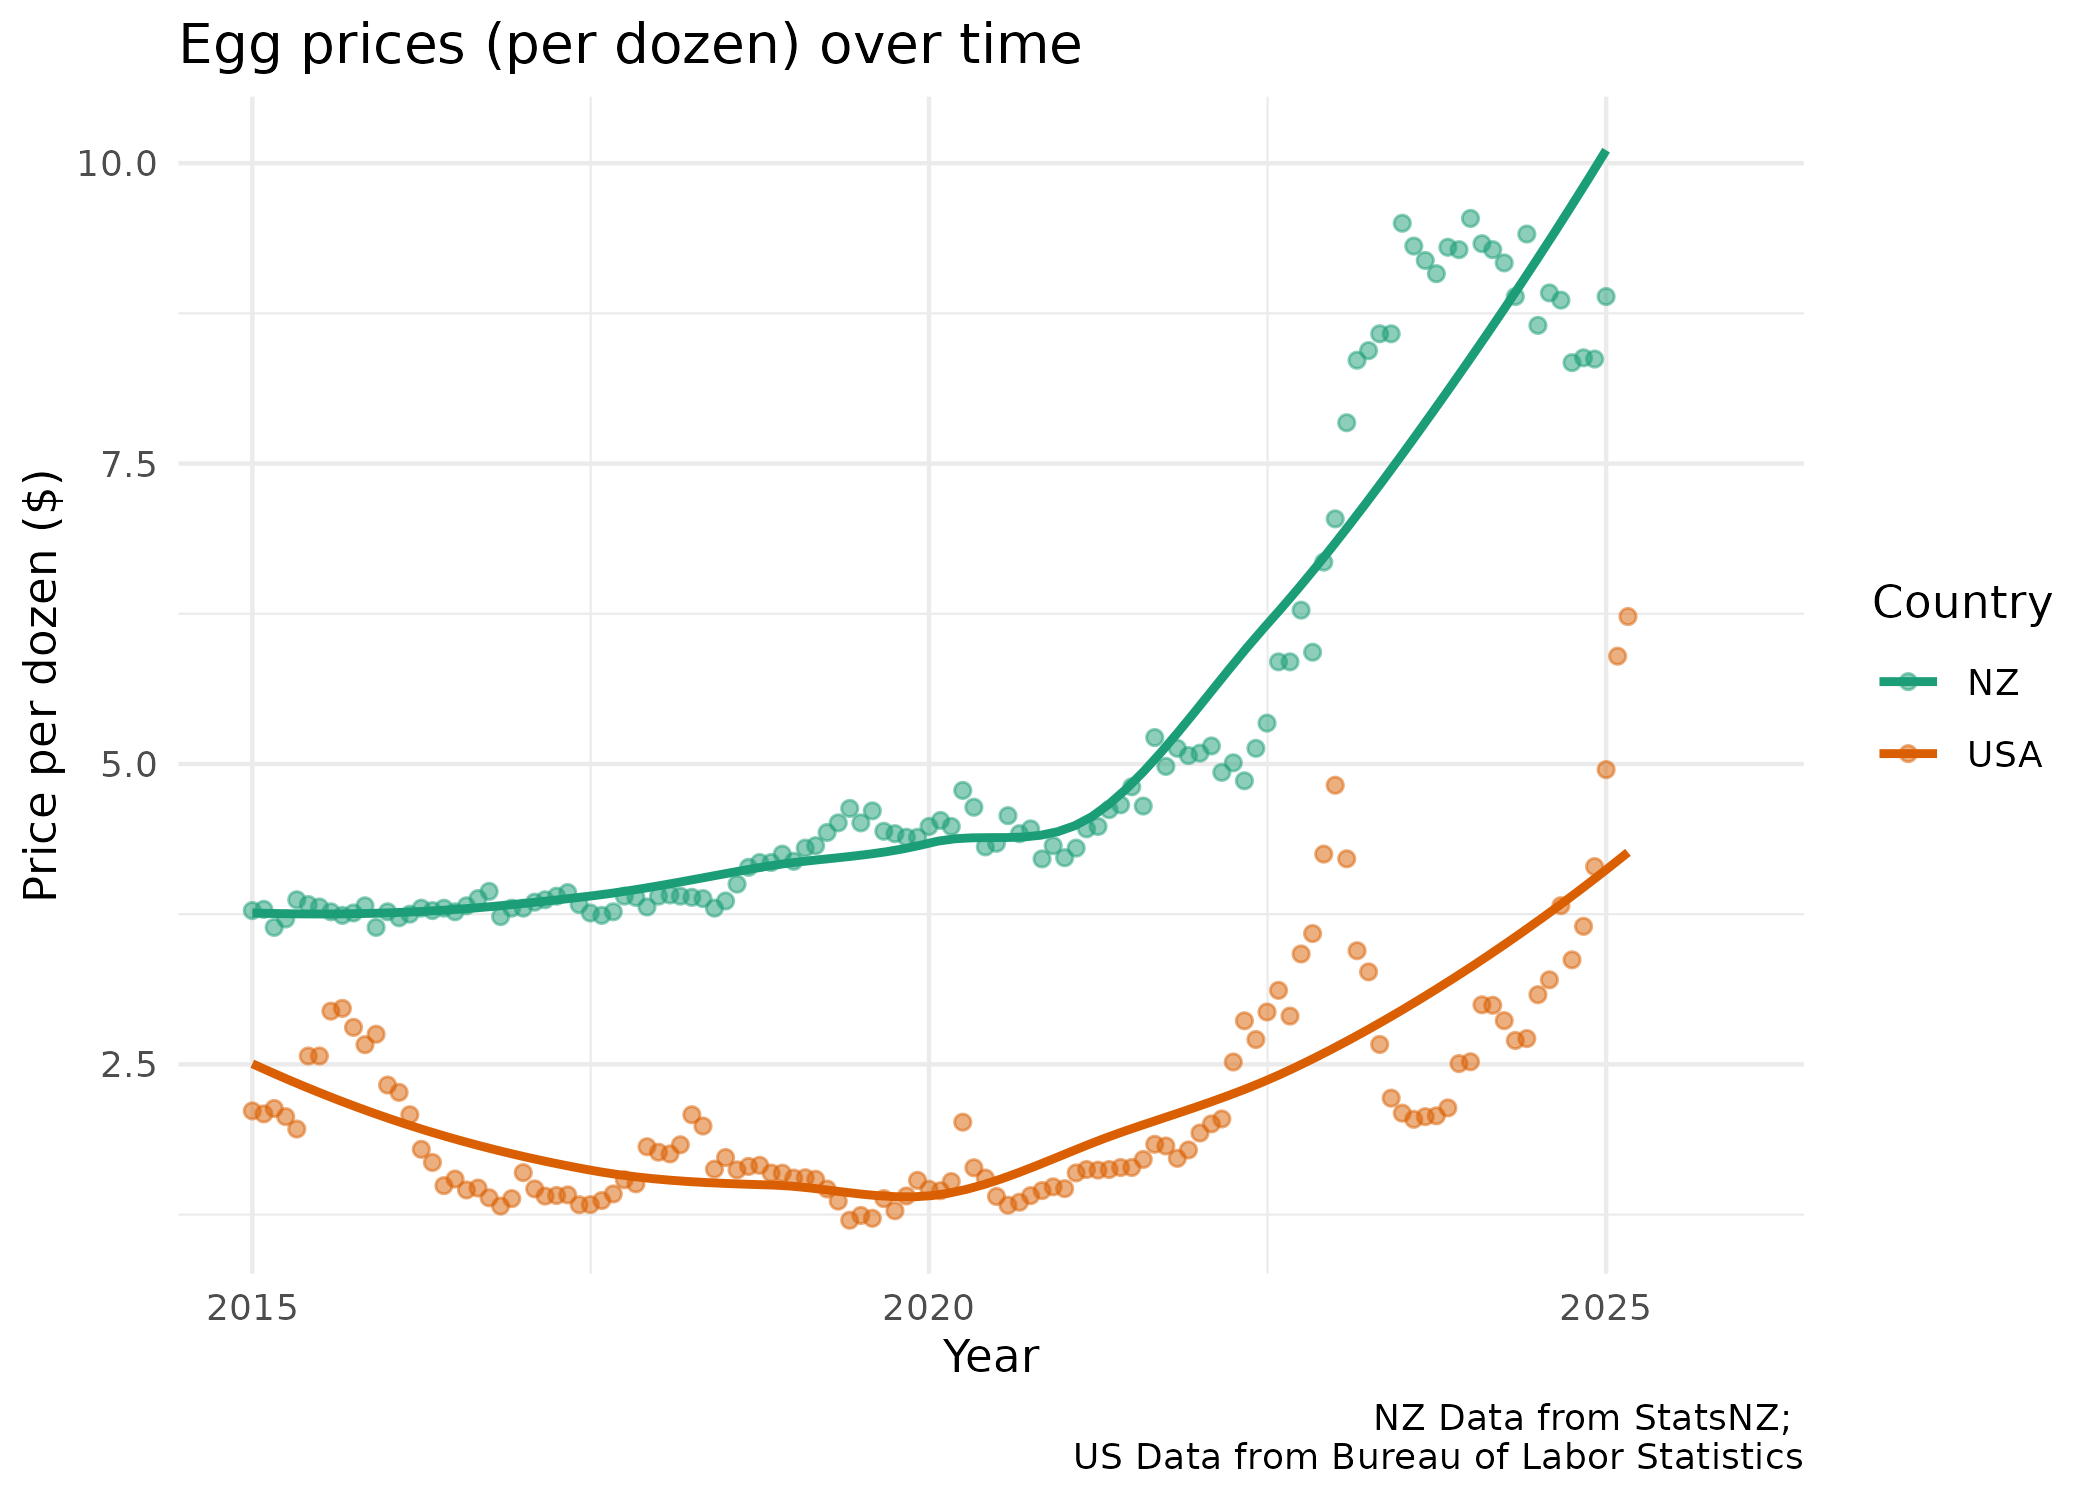 Egg prices (per dozen) over time
10.0
7.5
5.0
2.5
Price per dozen ($)
2015
2020
2025
Year
Country
NZ
USA
NZ Data from StatsNZ;
US Data from Bureau of Labor Statistics